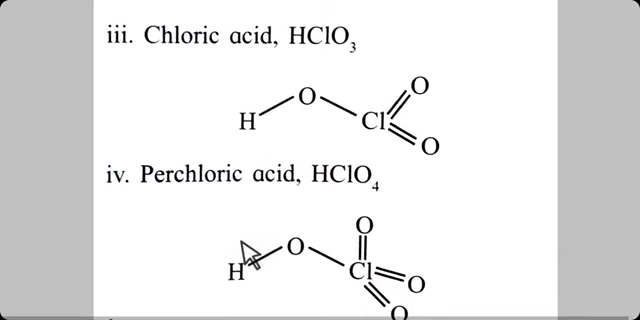 iii. Chloric acid, HClO₃
O
O
H
Cl
O
iv. Perchloric acid, HClO₄
O
O
H
Cl
O
O